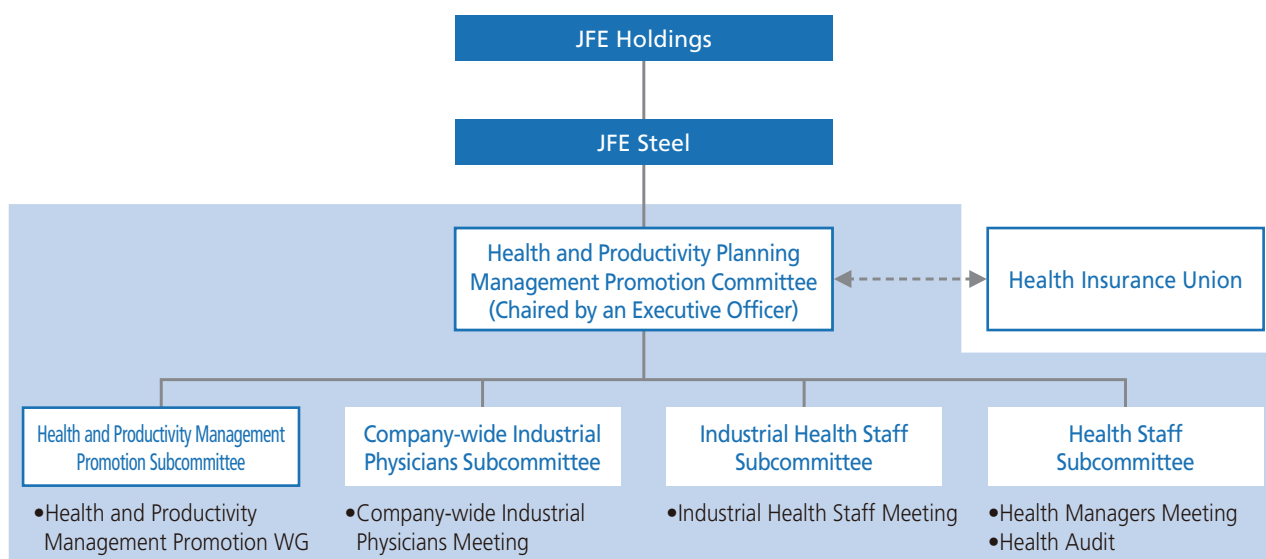 JFE Holdings
JFE Steel
Health and Productivity Planning
Management Promotion Committee
(Chaired by an Executive Officer)
Health Insurance Union
Health and Productivity Management
Promotion Subcommittee
Company-wide Industrial
Physicians Subcommittee
Industrial Health Staff
Subcommittee
Health Staff
Subcommittee
•Health and Productivity
Management Promotion WG
•Company-wide Industrial
Physicians Meeting
•Industrial Health Staff Meeting
•Health Managers Meeting
•Health Audit